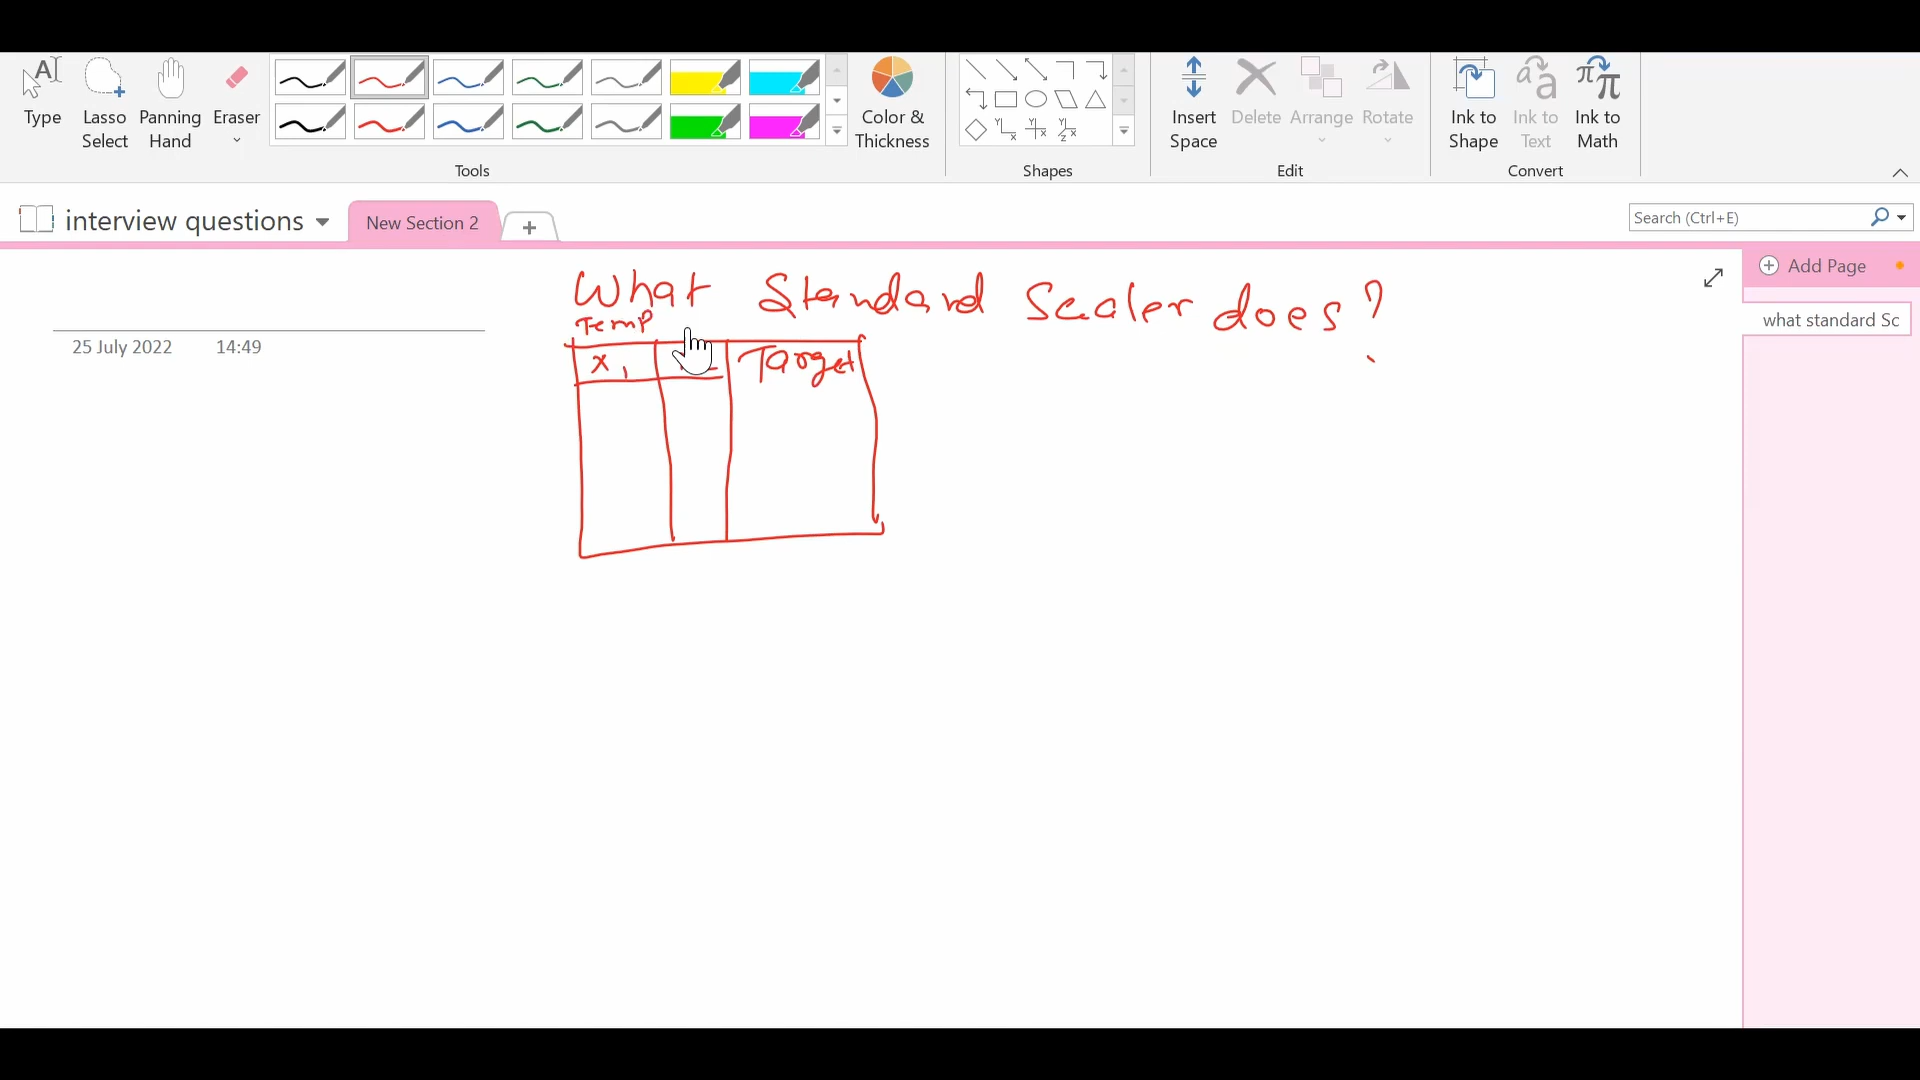 Type
Lasso Select
Panning Hand
Eraser
Color & Thickness
Insert Space
Delete
Arrange
Rotate
Ink to Shape
Ink to Text
Ink to Math
Tools
Shapes
Edit
Convert
interview questions
New Section 2
Search (Ctrl+E)
Add Page
what standard Sc
25 July 2022 14:49
What Standard Scaler does?
Temp
x1 Target